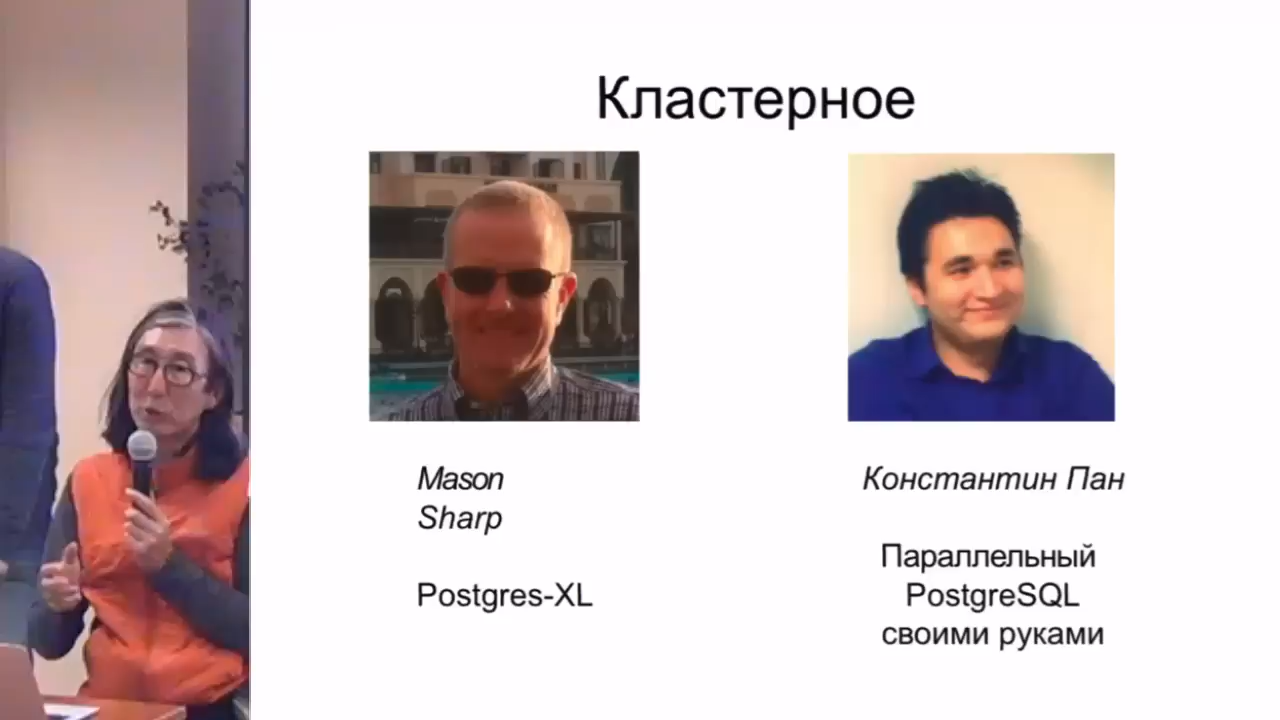 Кластерное
Mason
Sharp
Postgres-XL
Константин Пан
Параллельный
PostgreSQL
своими руками